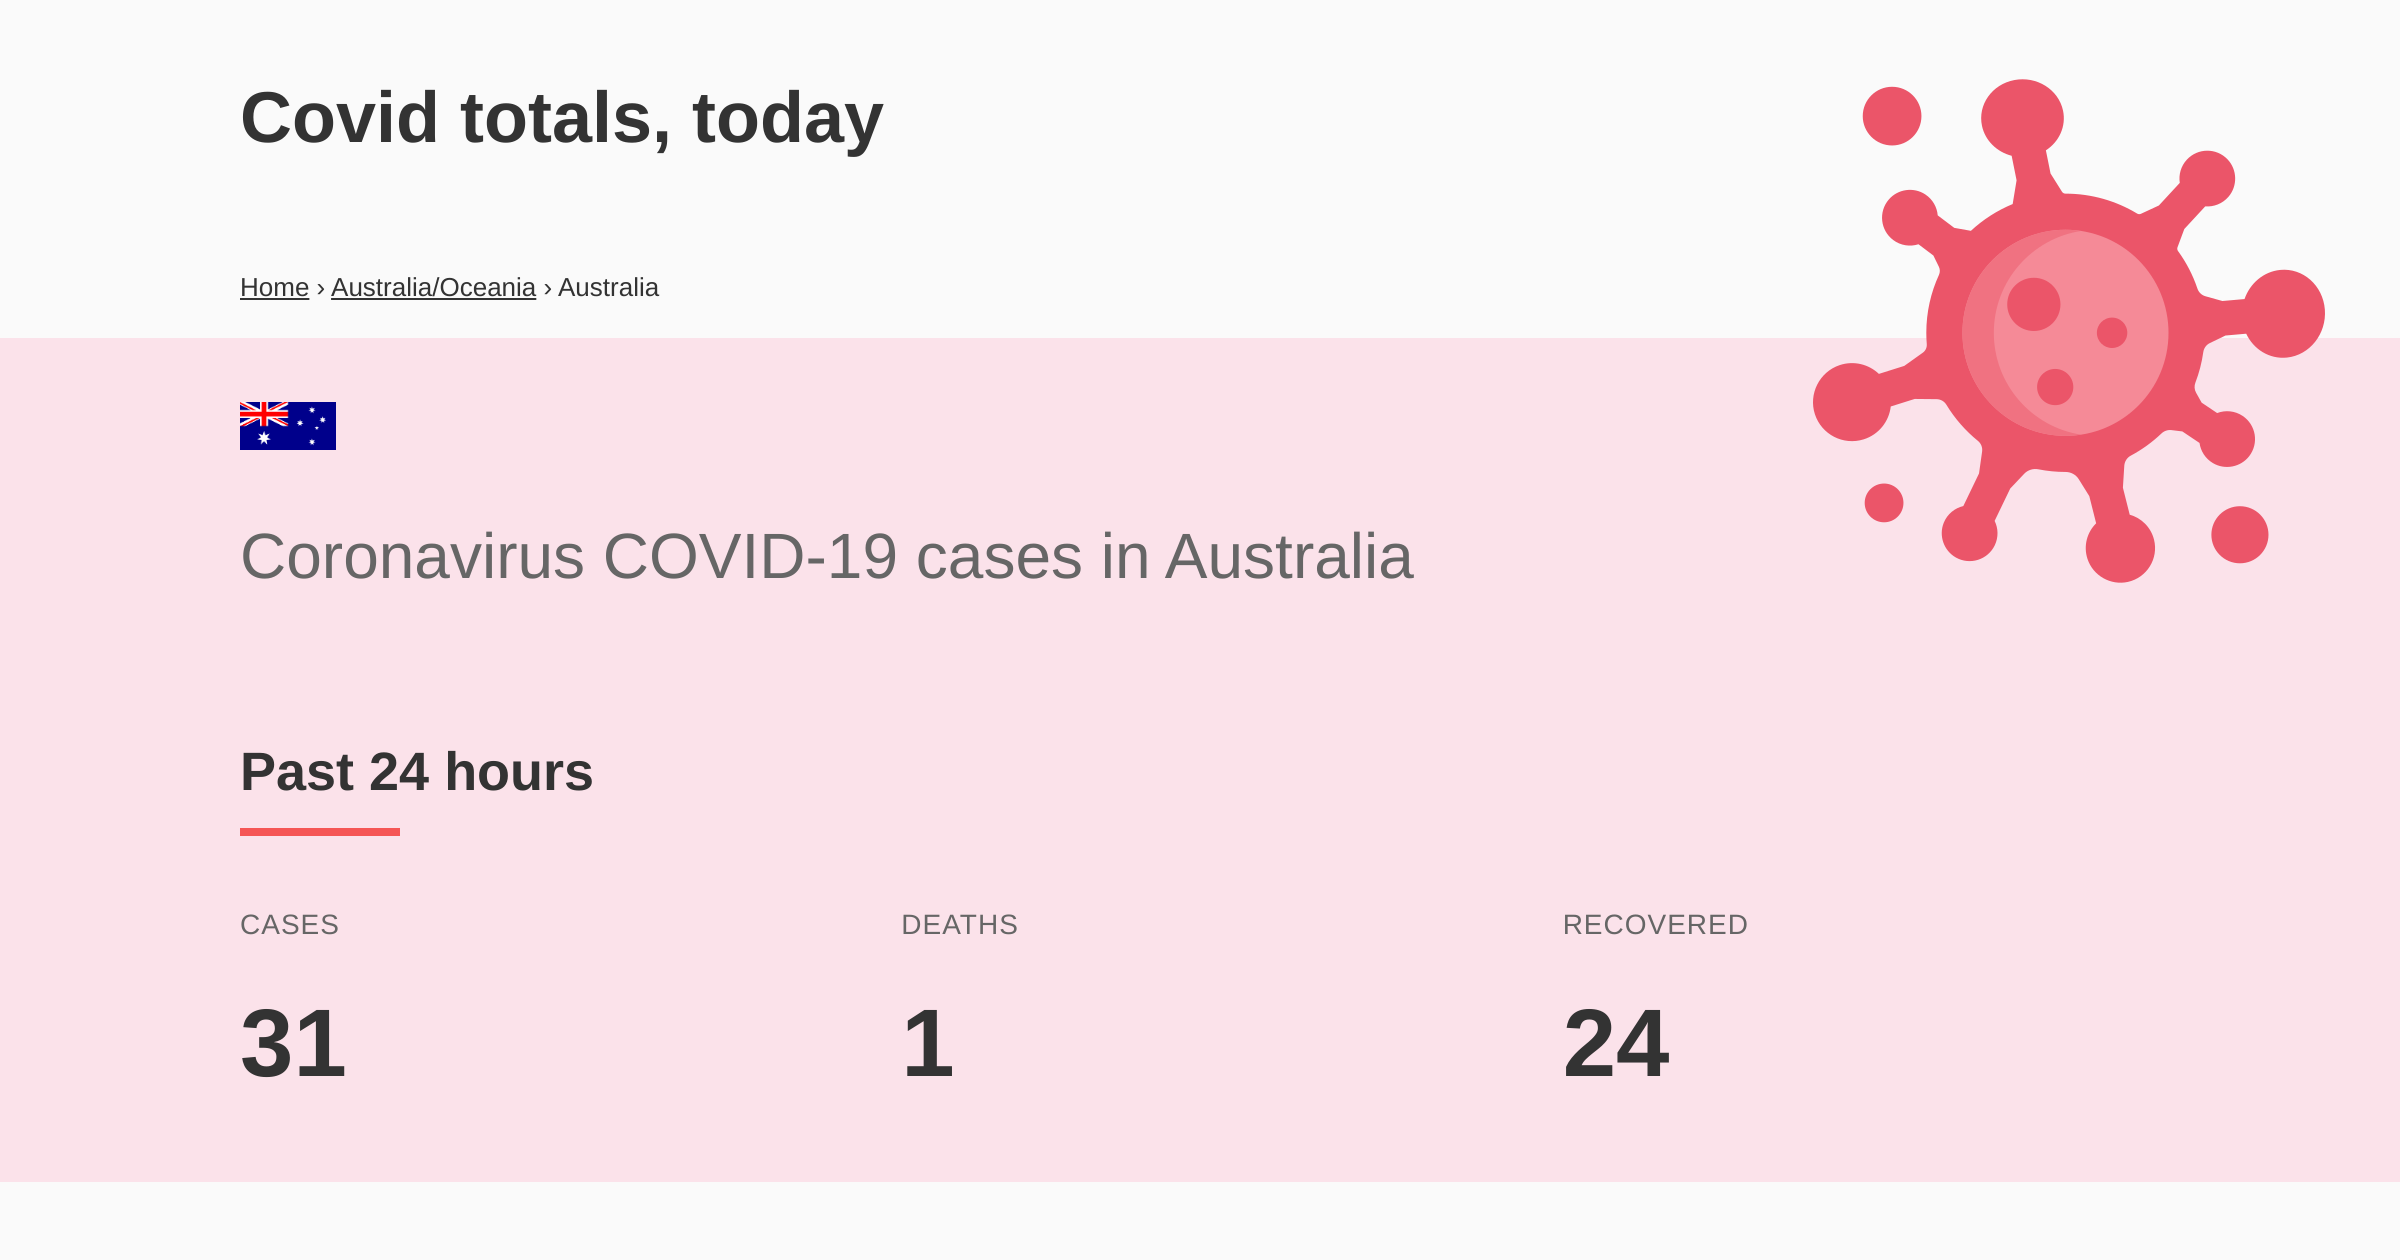 Covid totals, today
Home › Australia/Oceania › Australia
Coronavirus COVID-19 cases in Australia
Past 24 hours
CASES DEATHS RECOVERED
31 1 24